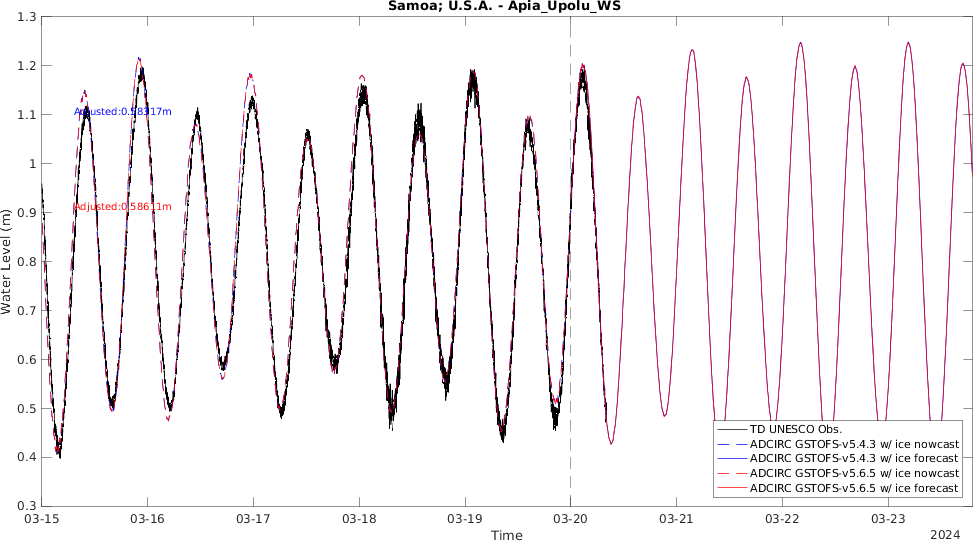 Samoa; U.S.A. - Apia_Upolu_WS
1.3
1.2
1.1
1
0.9
0.8
0.7
0.6
0.5
0.4
0.3
Water Level (m)
Adjusted:0.58317m
Adjusted:0.58611m
TD UNESCO Obs.
ADCIRC GSTOFS-v5.4.3 w/ ice nowcast
ADCIRC GSTOFS-v5.4.3 w/ ice forecast
ADCIRC GSTOFS-v5.6.5 w/ ice nowcast
ADCIRC GSTOFS-v5.6.5 w/ ice forecast
03-15 03-16 03-17 03-18 03-19 03-20 03-21 03-22 03-23
Time
2024